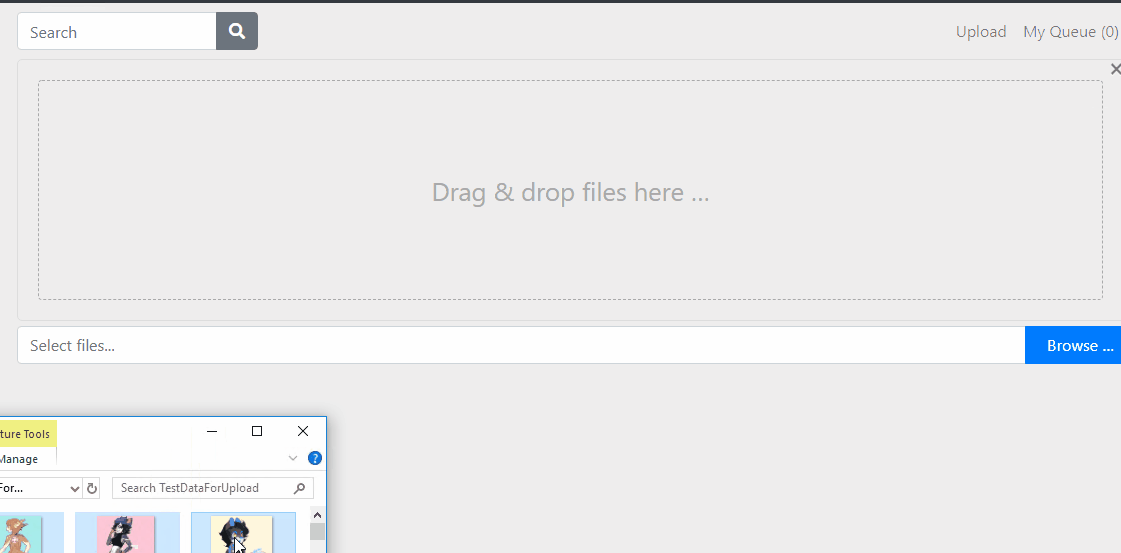 Search
Upload
My Queue (0)
Drag & drop files here ...
Select files...
Browse ...
ture Tools
Manage
For...
Search TestDataForUpload